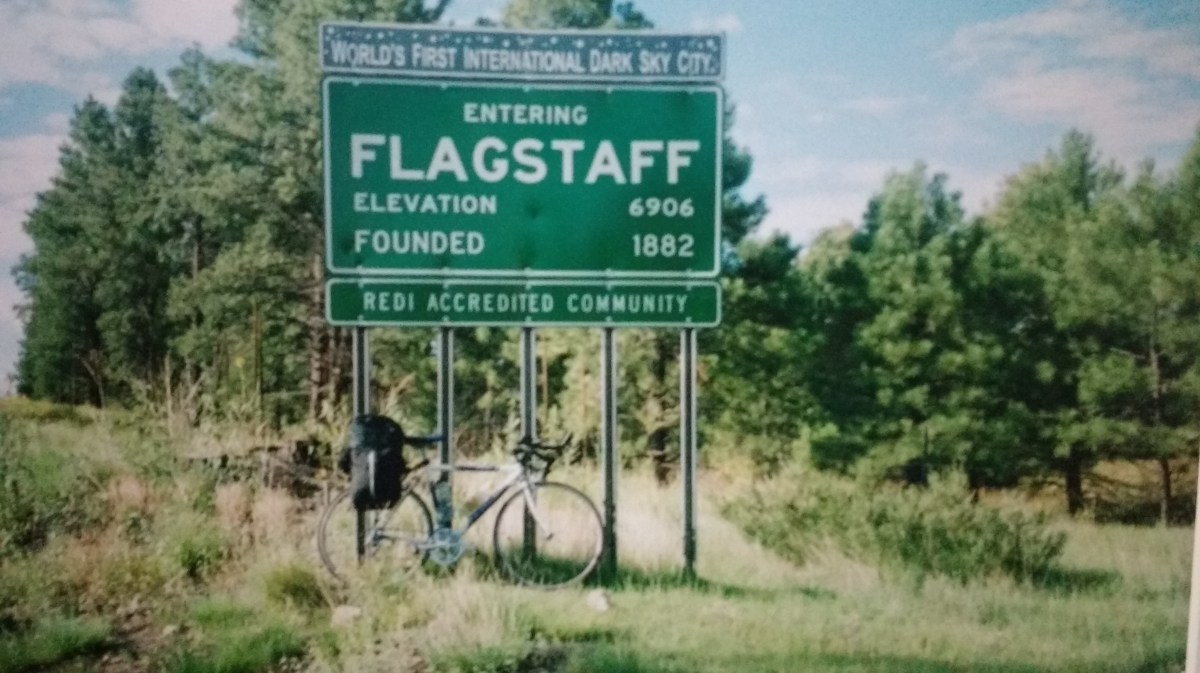 WORLD'S FIRST INTERNATIONAL DARK SKY CITY.
ENTERING
FLAGSTAFF
ELEVATION 6906
FOUNDED 1882
REDI ACCREDITED COMMUNITY